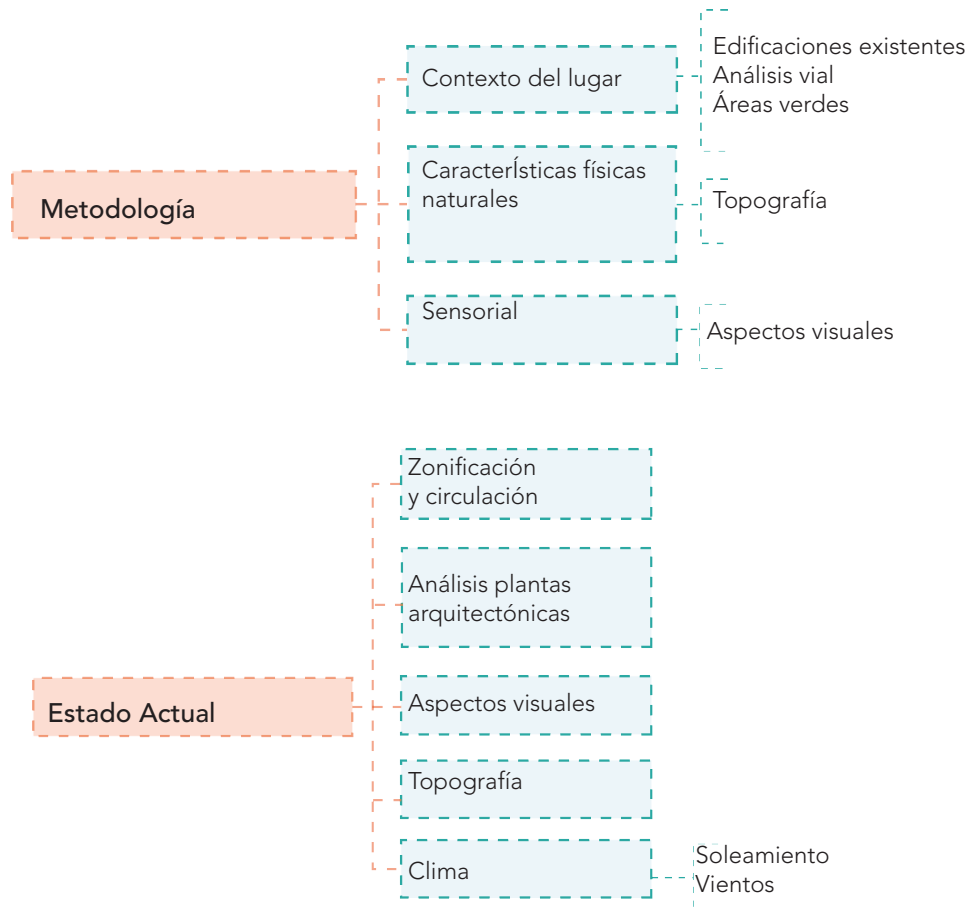 Metodología
Contexto del lugar
Edificaciones existentes
Análisis vial
Áreas verdes
CaracterÍsticas físicas
naturales
Topografía
Sensorial
Aspectos visuales
Estado Actual
Zonificación
y circulación
Análisis plantas
arquitectónicas
Aspectos visuales
Topografía
Clima
Soleamiento
Vientos